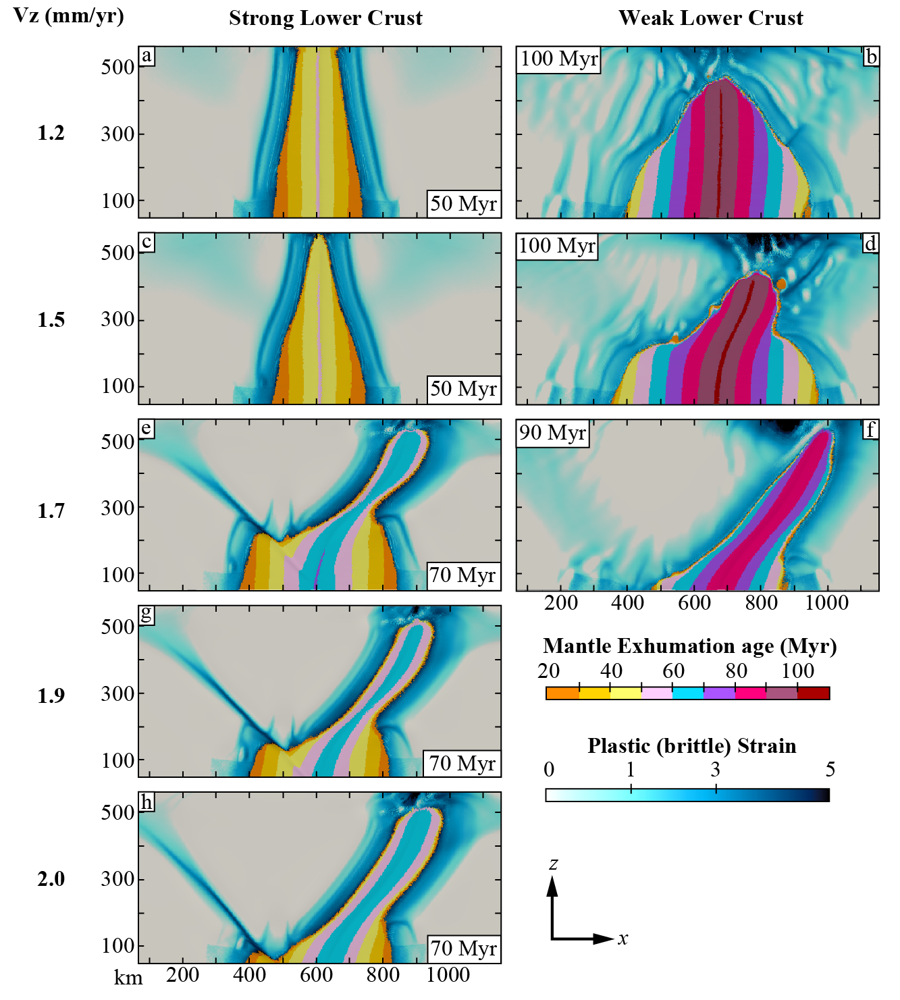 Vz (mm/yr)
Strong Lower Crust
Weak Lower Crust
a
500
300
100
1.2
50 Myr
100 Myr
b
c
500
300
100
1.5
50 Myr
100 Myr
d
e
500
300
100
1.7
70 Myr
90 Myr
f
200 400 600 800 1000
g
500
300
100
1.9
70 Myr
h
500
300
100
2.0
70 Myr
km 200 400 600 800 1000
Mantle Exhumation age (Myr)
20 40 60 80 100
Plastic (brittle) Strain
0 1 3 5
z
x